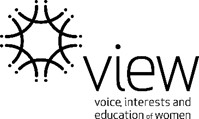 view
voice, interests and
education of women